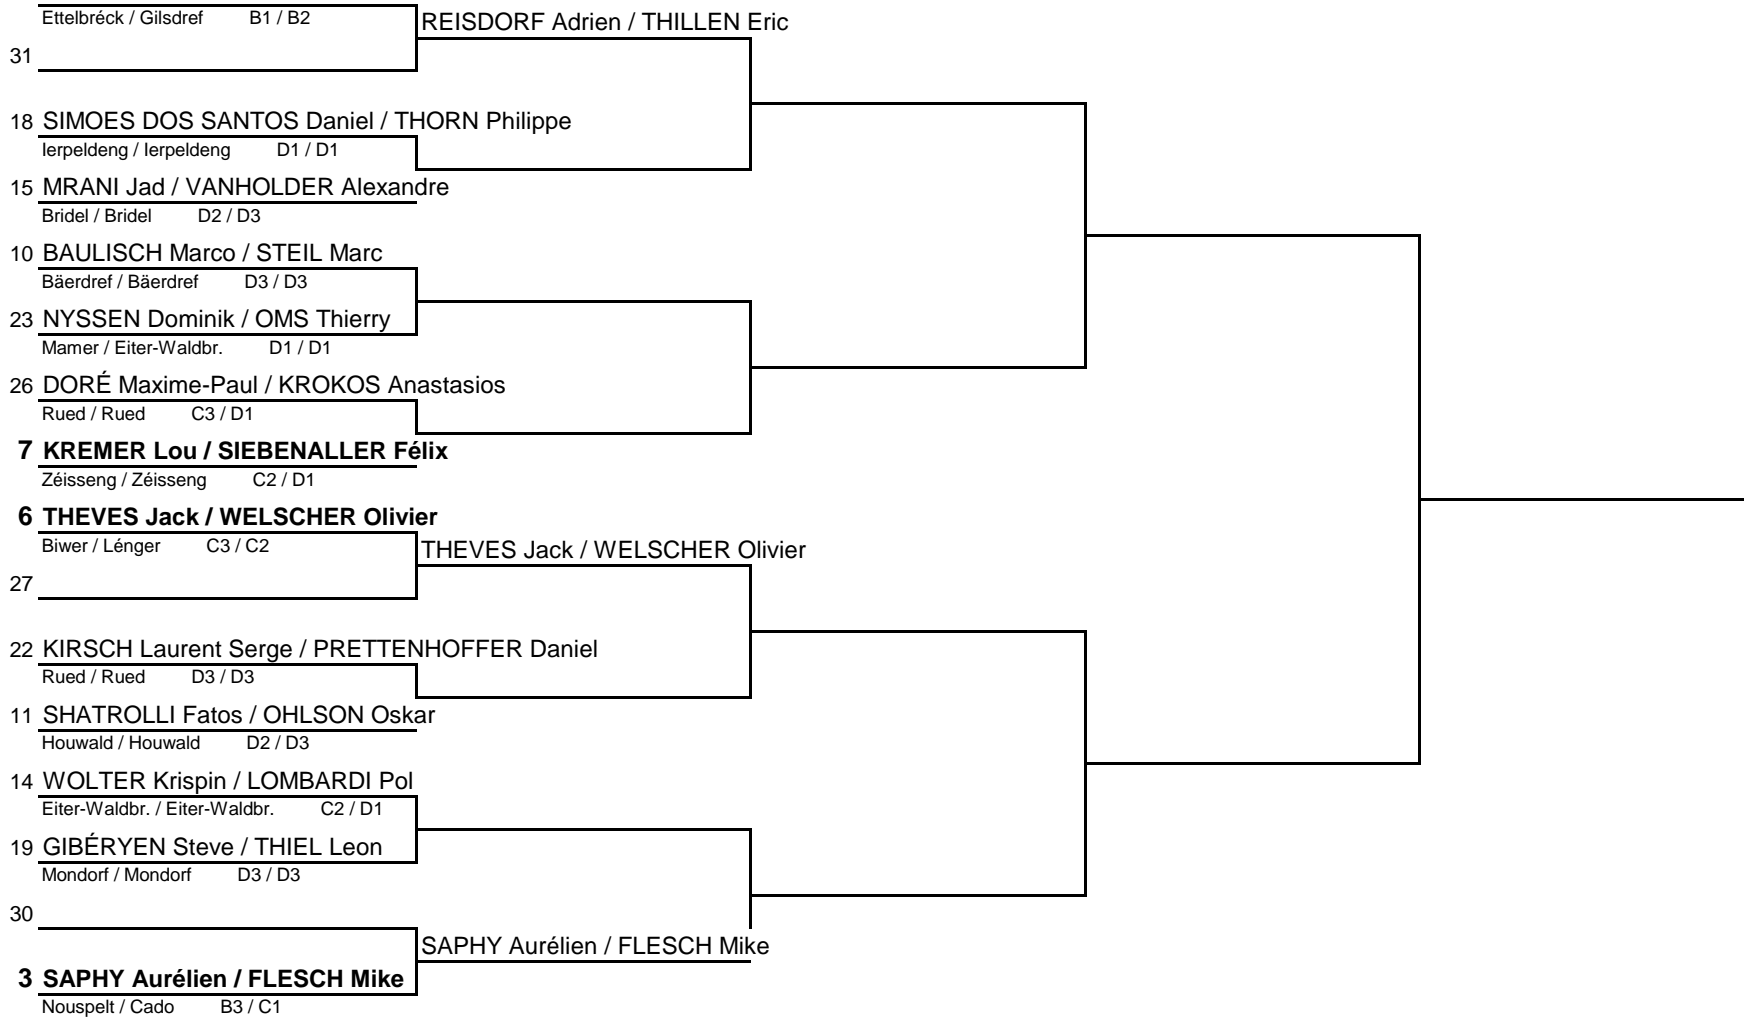 Ettelbréck / Gilsdref B1 / B2
REISDORF Adrien / THILLEN Eric
31
18 SIMOES DOS SANTOS Daniel / THORN Philippe
Ierpeldeng / Ierpeldeng D1 / D1
15 MRANI Jad / VANHOLDER Alexandre
Bridel / Bridel D2 / D3
10 BAULISCH Marco / STEIL Marc
Bäerdref / Bäerdref D3 / D3
23 NYSSEN Dominik / OMS Thierry
Mamer / Eiter-Waldbr. D1 / D1
26 DORÉ Maxime-Paul / KROKOS Anastasios
Rued / Rued C3 / D1
7 KREMER Lou / SIEBENALLER Félix
Zéisseng / Zéisseng C2 / D1
6 THEVES Jack / WELSCHER Olivier
Biwer / Lénger C3 / C2
THEVES Jack / WELSCHER Olivier
27
22 KIRSCH Laurent Serge / PRETTENHOFFER Daniel
Rued / Rued D3 / D3
11 SHATROLLI Fatos / OHLSON Oskar
Houwald / Houwald D2 / D3
14 WOLTER Krispin / LOMBARDI Pol
Eiter-Waldbr. / Eiter-Waldbr. C2 / D1
19 GIBÉRYEN Steve / THIEL Leon
Mondorf / Mondorf D3 / D3
30
SAPHY Aurélien / FLESCH Mike
3 SAPHY Aurélien / FLESCH Mike
Nouspelt / Cado B3 / C1